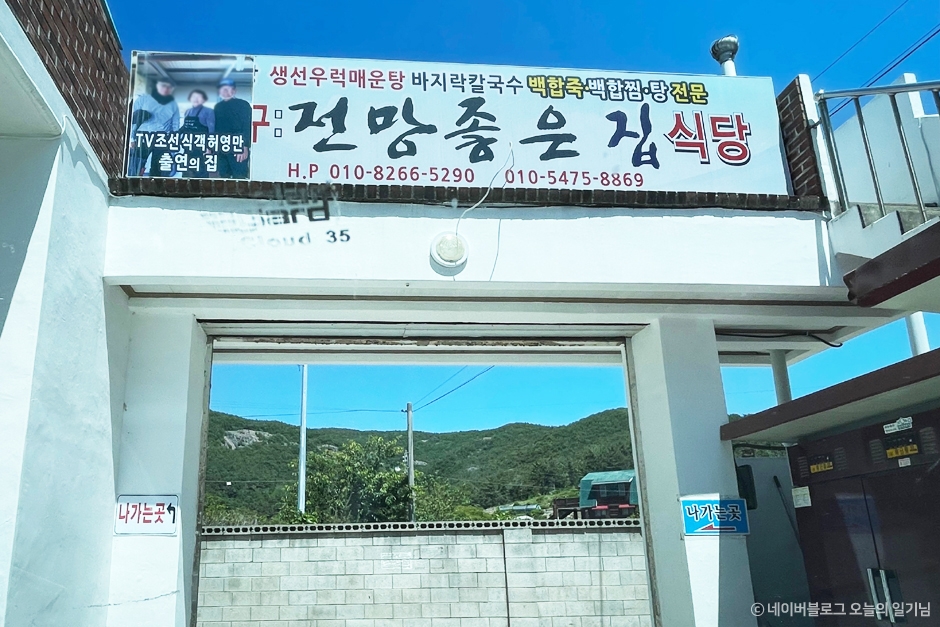 생선우럭매운탕 바지락칼국수 백합죽·백합찜·탕 전문
구: 전망좋은집 식당
H.P 010-8266-5290 010-5475-8869
TV조선식객허영만
출연의 집
Cloud 35
나가는곳
나가는곳
ⓒ 네이버블로그 오늘의 일기님